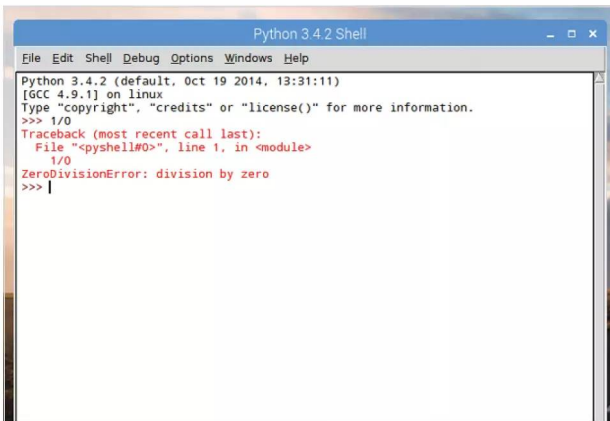 Python 3.4.2 Shell
File Edit Shell Debug Options Windows Help
Python 3.4.2 (default, Oct 19 2014, 13:31:11)
[GCC 4.9.1] on linux
Type "copyright", "credits" or "license()" for more information.
>>> 1/0
Traceback (most recent call last):
  File "<pyshell#0>", line 1, in <module>
    1/0
ZeroDivisionError: division by zero
>>>